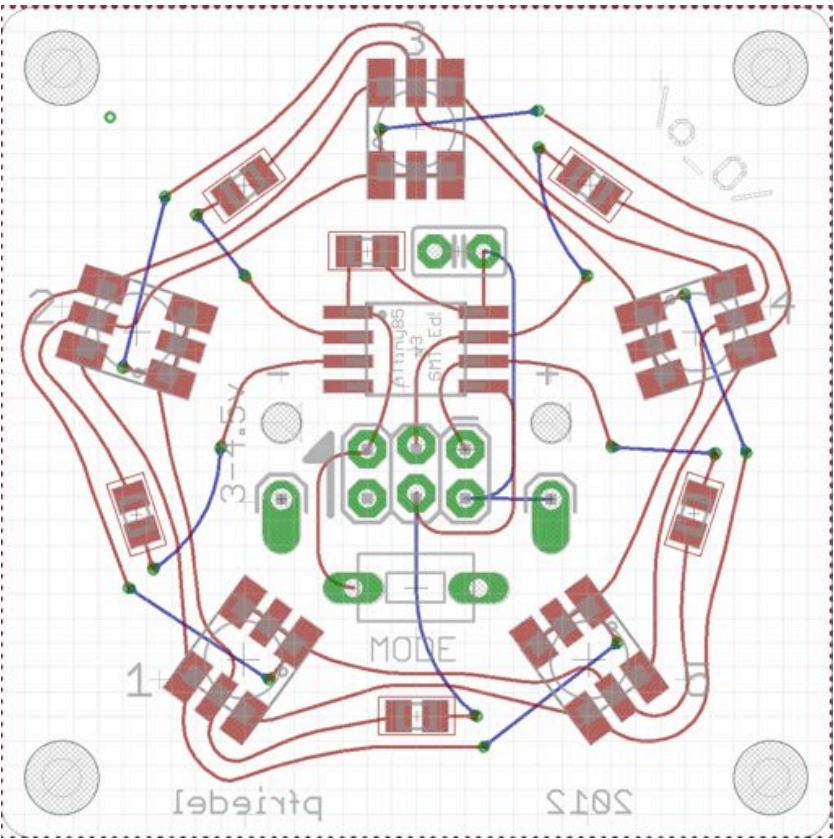 3
\o_o/
2
Attiny85
v3
SMT Ed!
4
+
+
3-4.5V
1
MODE
1
5
pfriedel
2012